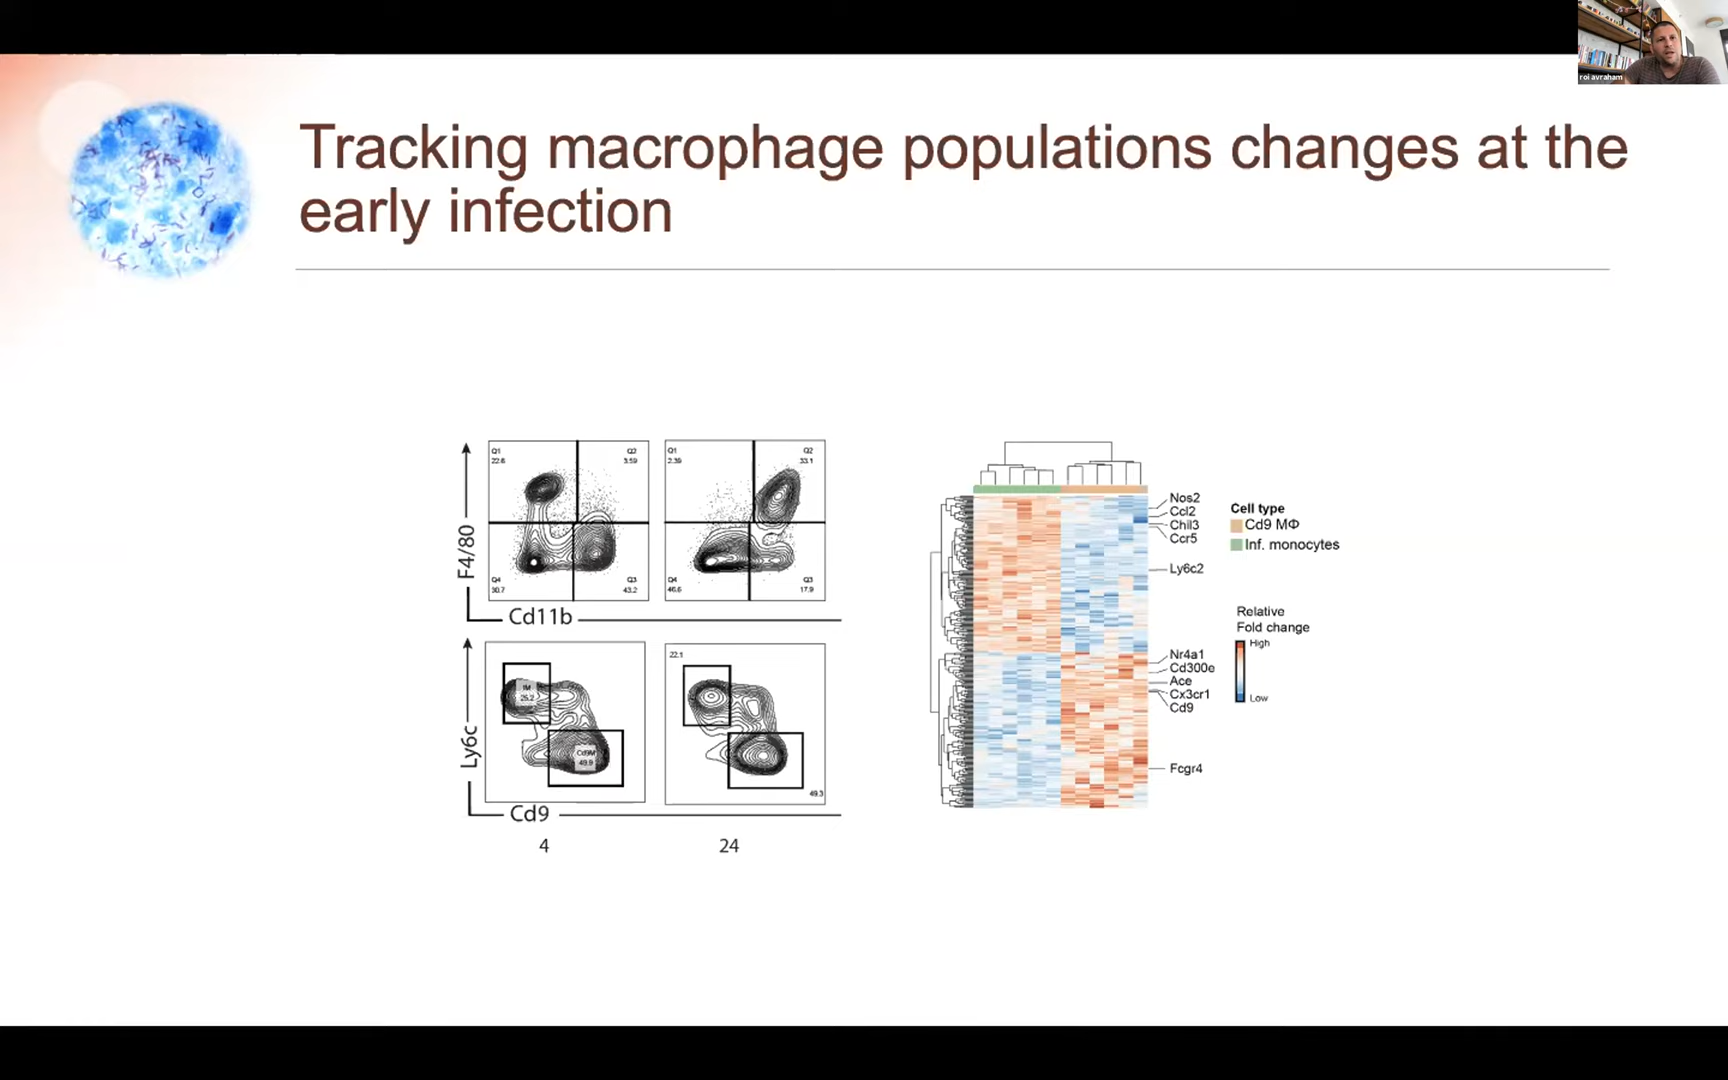 roi avraham
Tracking macrophage populations changes at the
early infection
F4/80
Q1
22.6
Q2
3.59
Q4
30.7
Q3
43.2
Q1
2.39
Q2
33.1
Q4
46.6
Q3
17.9
Cd11b
Ly6c
IM
25.2
Cd9M
49.9
22.1
49.3
Cd9
4
24
Nos2
Ccl2
Chil3
Ccr5
Ly6c2
Nr4a1
Cd300e
Ace
Cx3cr1
Cd9
Fcgr4
Cell type
Cd9 MΦ
Inf. monocytes
Relative
Fold change
High
Low